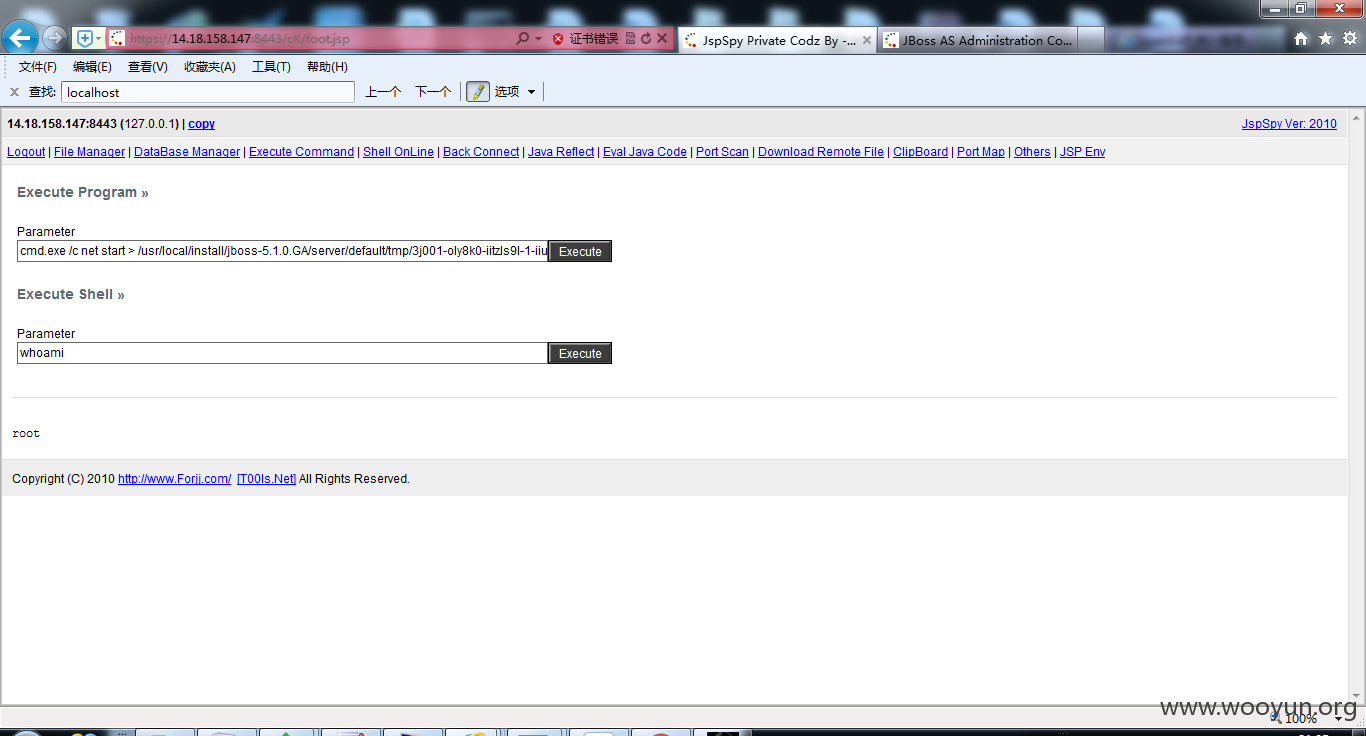 https://14.18.158.147:8443/cK/foot.jsp
证书错误
JspSpy Private Codz By -...
JBoss AS Administration Co...
文件(F) 编辑(E) 查看(V) 收藏夹(A) 工具(T) 帮助(H)
查找: localhost 上一个 下一个 选项
14.18.158.147:8443 (127.0.0.1) | copy
JspSpy Ver: 2010
Logout | File Manager | DataBase Manager | Execute Command | Shell OnLine | Back Connect | Java Reflect | Eval Java Code | Port Scan | Download Remote File | ClipBoard | Port Map | Others | JSP Env
Execute Program »
Parameter
cmd.exe /c net start > /usr/local/install/jboss-5.1.0.GA/server/default/tmp/3j001-oly8k0-iitzls9l-1-iiu Execute
Execute Shell »
Parameter
whoami Execute
root
Copyright (C) 2010 http://www.Forjj.com/ [T00ls.Net] All Rights Reserved.
www.wooyun.org
100%